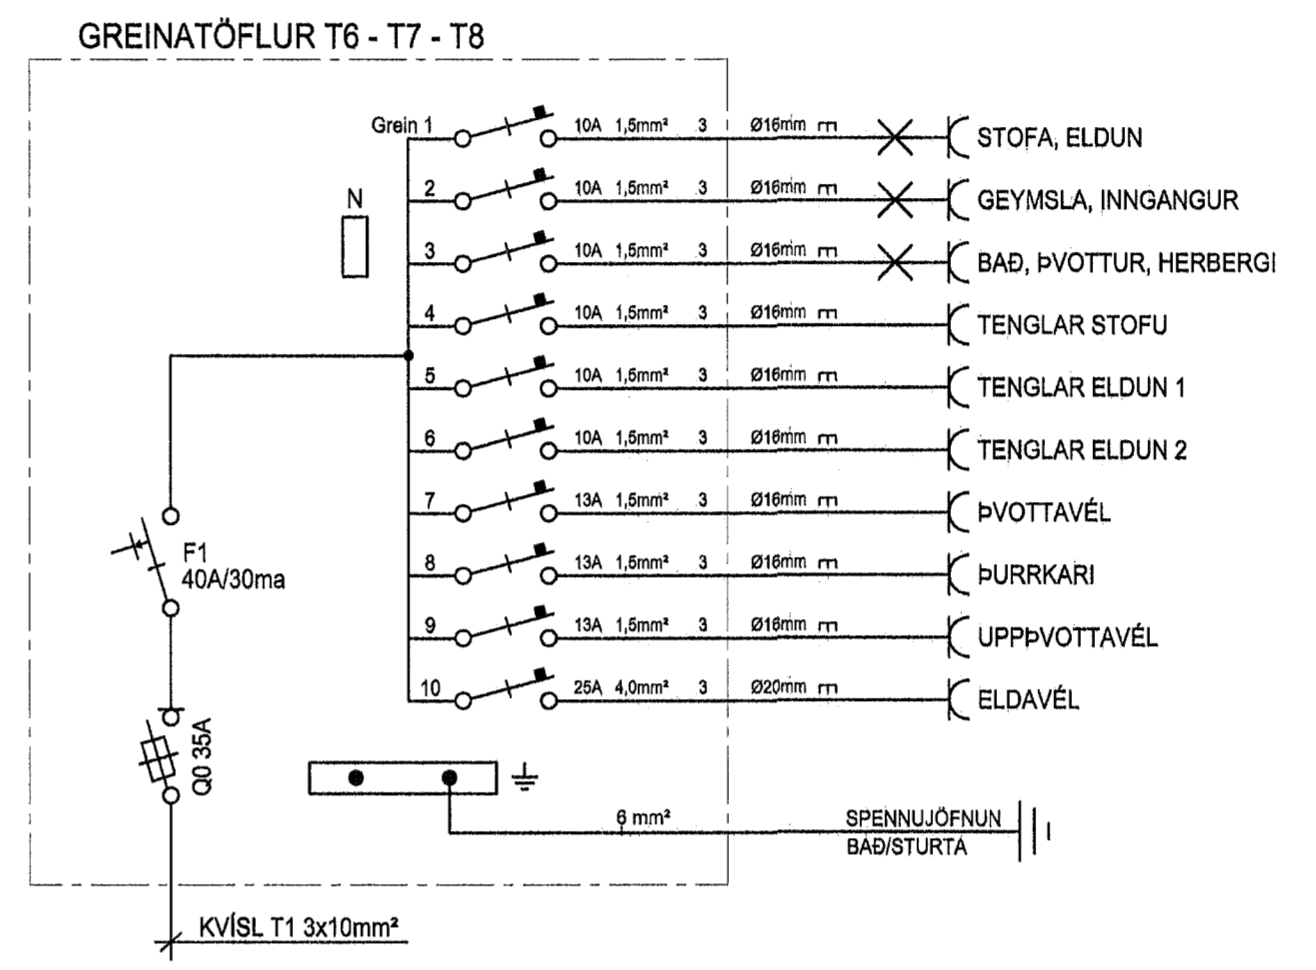 GREINATÖFLUR T6 - T7 - T8
Grein 1 10A 1,5mm² 3 Ø16mm STOFA, ELDUN
2 10A 1,5mm² 3 Ø16mm GEYMSLA, INNGANGUR
N
3 10A 1,5mm² 3 Ø16mm BAÐ, ÞVOTTUR, HERBERGI
4 10A 1,5mm² 3 Ø16mm TENGLAR STOFU
5 10A 1,5mm² 3 Ø16mm TENGLAR ELDUN 1
6 10A 1,5mm² 3 Ø16mm TENGLAR ELDUN 2
7 13A 1,5mm² 3 Ø16mm ÞVOTTAVÉL
F1
40A/30ma
8 13A 1,5mm² 3 Ø16mm ÞURRKARI
9 13A 1,5mm² 3 Ø16mm UPPÞVOTTAVÉL
10 25A 4,0mm² 3 Ø20mm ELDAVÉL
Q0 35A
6 mm² SPENNUJÖFNUN
BAÐ/STURTA
KVÍSL T1 3x10mm²